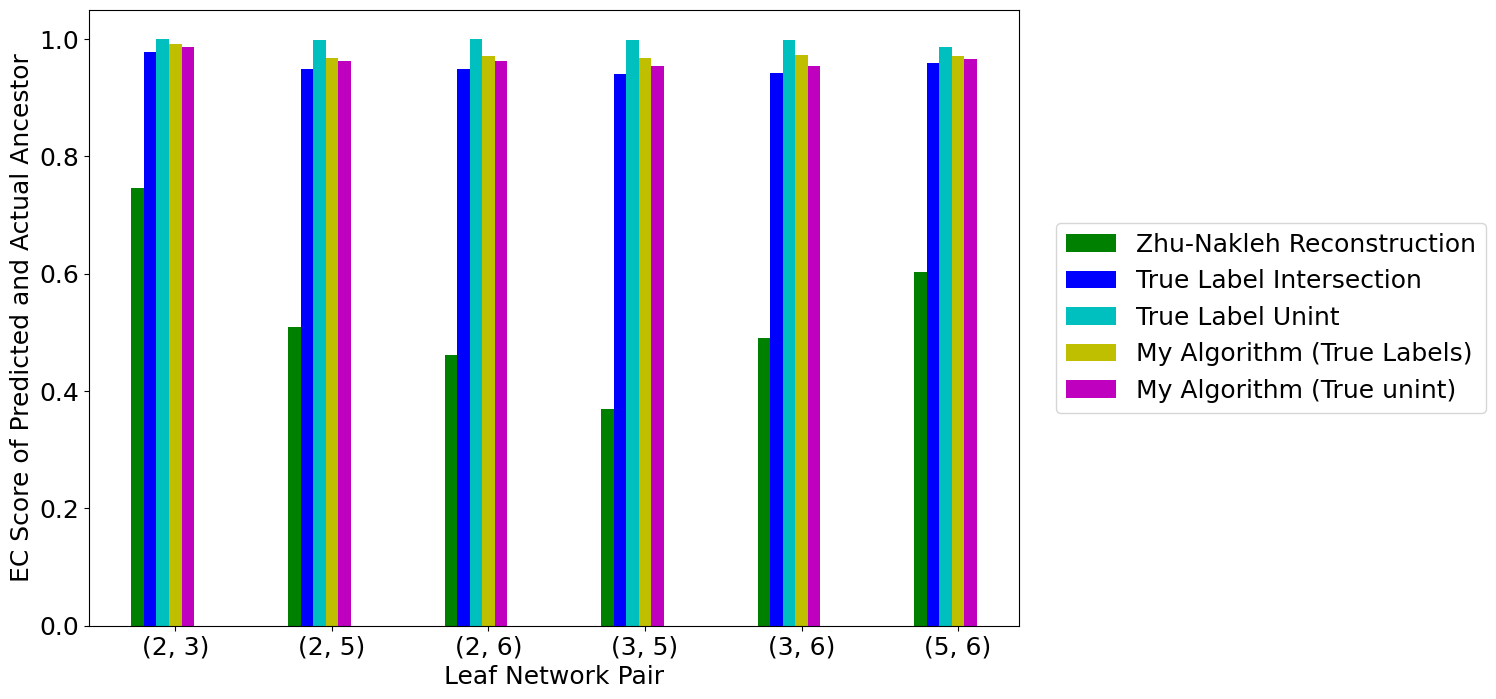 EC Score of Predicted and Actual Ancestor
1.0
0.8
0.6
0.4
0.2
0.0
(2, 3) (2, 5) (2, 6) (3, 5) (3, 6) (5, 6)
Leaf Network Pair
Zhu-Nakleh Reconstruction
True Label Intersection
True Label Unint
My Algorithm (True Labels)
My Algorithm (True unint)